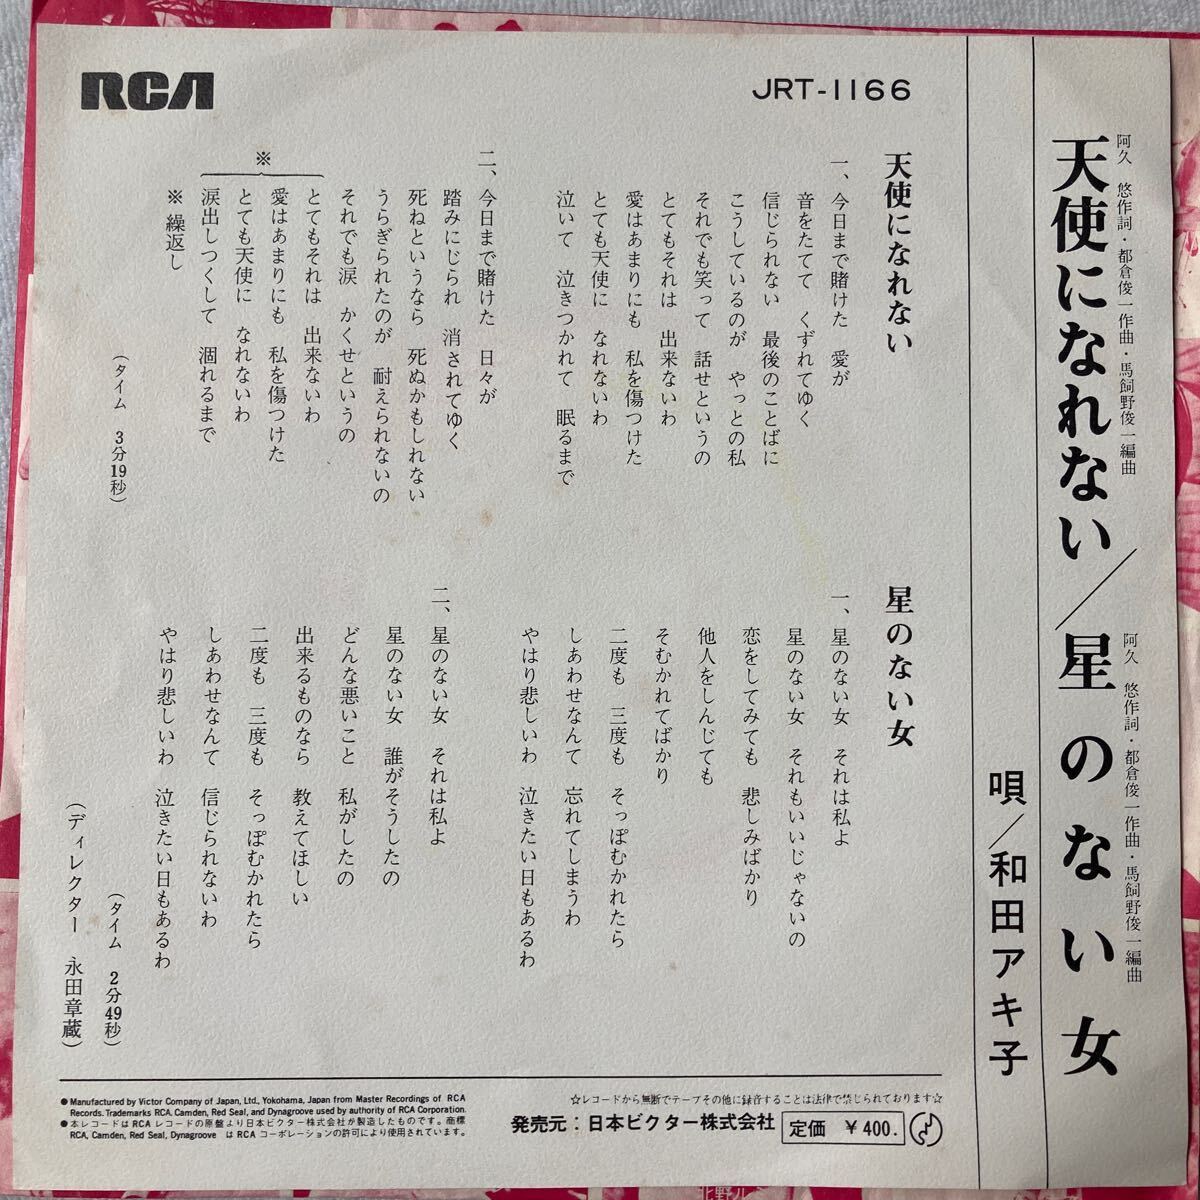 阿久 悠作詞・都倉俊一作曲・馬飼野俊一編曲
天使になれない／星のない女
阿久 悠作詞・都倉俊一作曲・馬飼野俊一編曲
唄／和田アキ子
RCA
JRT-1166
天使になれない
一、今日まで賭けた 愛が
音をたてて くずれてゆく
信じられない 最後のことばに
こうしているのが やっとの私
それでも笑って 話せというの
とてもそれは 出来ないわ
愛はあまりにも 私を傷つけた
とても天使に なれないわ
泣いて 泣きつかれて 眠るまで
二、今日まで賭けた 日々が
踏みにじられ 消されてゆく
死ねというなら 死ぬかもしれない
うらぎられたのが 耐えられないの
それでも涙 かくせというの
※
とてもそれは 出来ないわ
愛はあまりにも 私を傷つけた
とても天使に なれないわ
涙出しつくして 涸れるまで
※ 繰返し
（タイム 3分19秒）
星のない女
一、星のない女 それは私よ
星のない女 それもいいじゃないの
恋をしてみても 悲しみばかり
他人をしんじても
そむかれてばかり
二度も 三度も そっぽむかれたら
しあわせなんて 忘れてしまうわ
やはり悲しいわ 泣きたい日もあるわ
二、星のない女 それは私よ
星のない女 誰がそうしたの
どんな悪いこと 私がしたの
出来るものなら 教えてほしい
二度も 三度も そっぽむかれたら
しあわせなんて 信じられないわ
やはり悲しいわ 泣きたい日もあるわ
（タイム 2分49秒）
（ディレクター 永田章蔵）
●Manufactured by Victor Company of Japan, Ltd., Yokohama, Japan from Master Recordings of RCA
Records. Trademarks RCA, Camden, Red Seal, and Dynagroove used by authority of RCA Corporation.
●本レコードはRCA レコードの原盤より日本ビクター株式会社が製造したものです。商標
RCA, Camden, Red Seal, Dynagroove はRCA コーポレーションの許可により使用されています。
☆レコードから無断でテープその他に録音することは法律で禁じられております☆
発売元：日本ビクター株式会社
定価 ￥400.